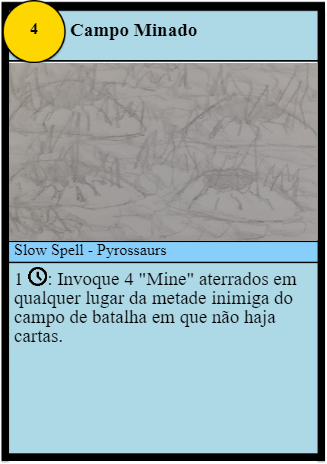 4
Campo Minado
Slow Spell - Pyrossaurs
1 : Invoque 4 "Mine" aterrados em
qualquer lugar da metade inimiga do
campo de batalha em que não haja
cartas.